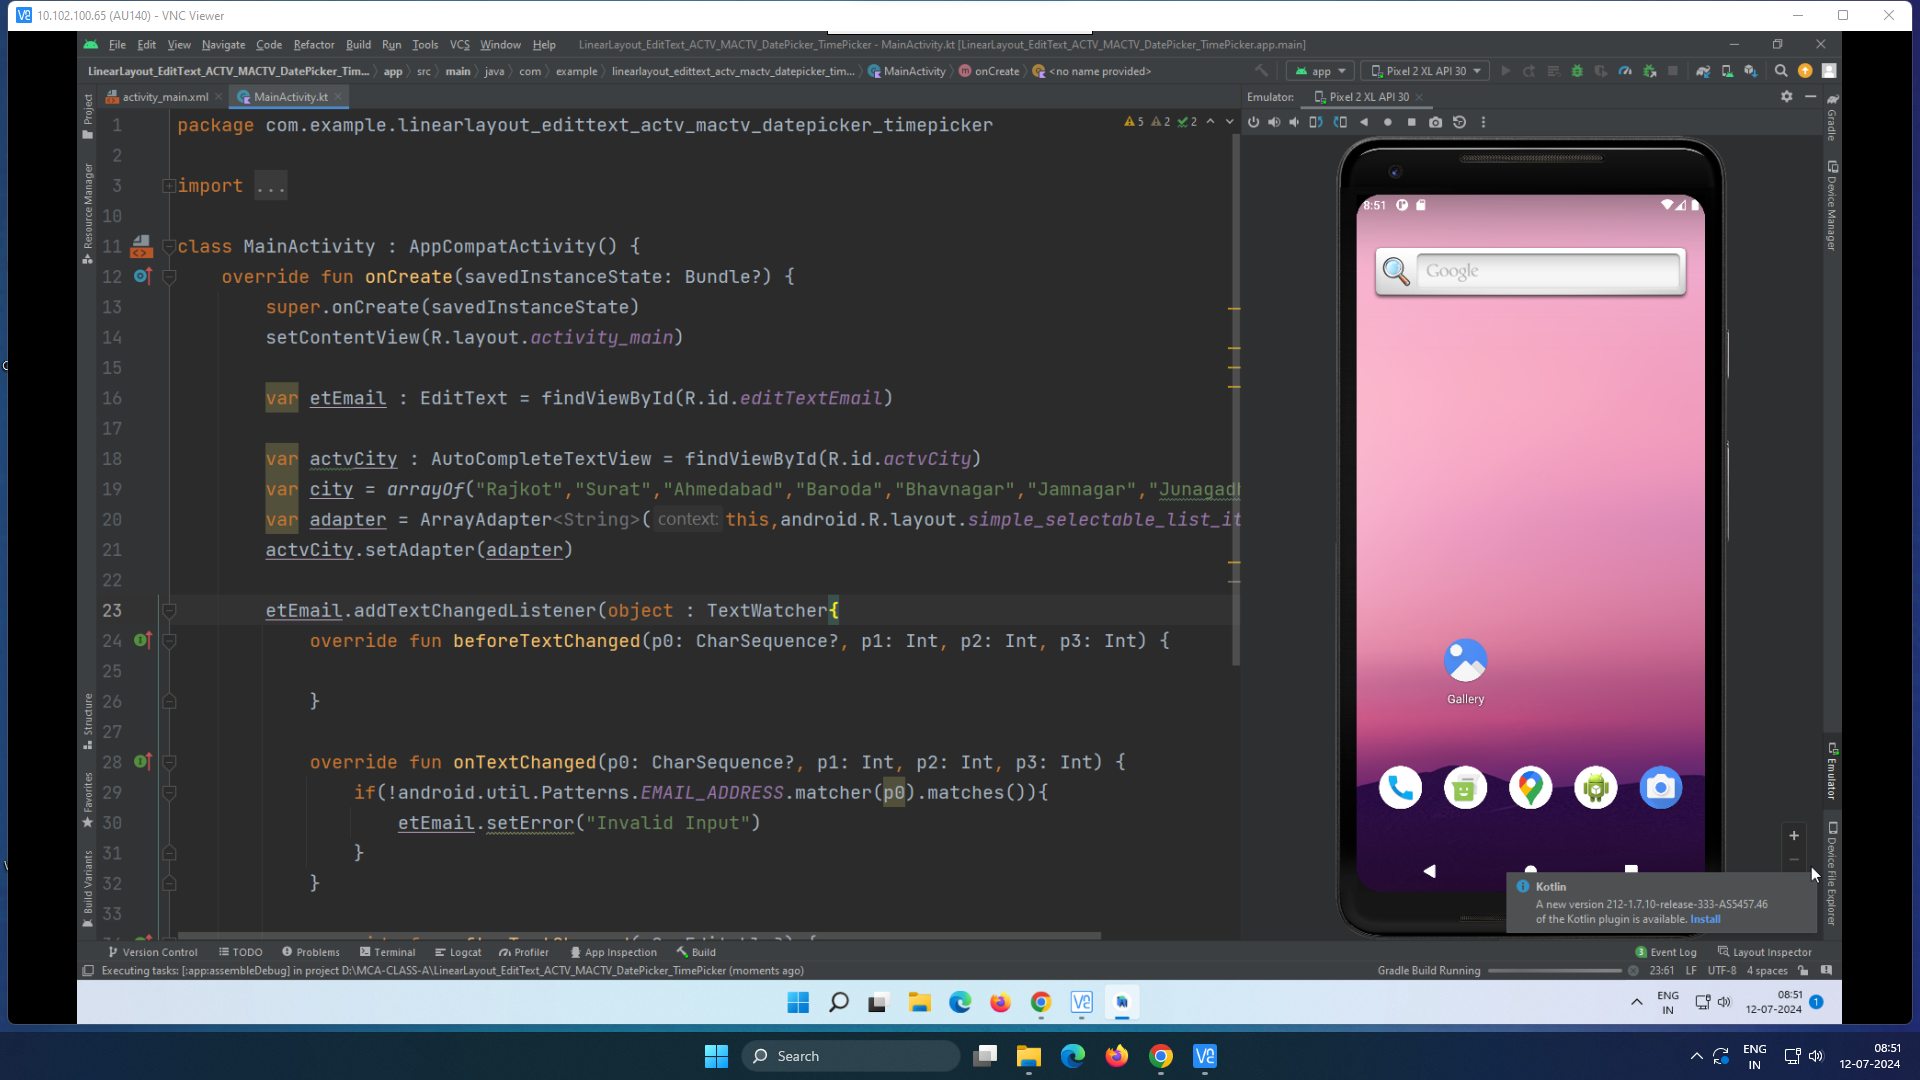 10.102.100.65 (AU140) - VNC Viewer
File Edit View Navigate Code Refactor Build Run Tools VCS Window Help LinearLayout_EditText_ACTV_MACTV_DatePicker_TimePicker - MainActivity.kt [LinearLayout_EditText_ACTV_MACTV_DatePicker_TimePicker.app.main]
LinearLayout_EditText_ACTV_MACTV_DatePicker_Tim... app src main java com example linearlayout_edittext_actv_mactv_datepicker_tim... MainActivity onCreate <no name provided> app Pixel 2 XL API 30
activity_main.xml MainActivity.kt Emulator: Pixel 2 XL API 30
Project
Resource Manager
Structure
Favorites
Build Variants
1 package com.example.linearlayout_edittext_actv_mactv_datepicker_timepicker
5 2 2
2
3 import ...
10
11 class MainActivity : AppCompatActivity() {
12 override fun onCreate(savedInstanceState: Bundle?) {
13 super.onCreate(savedInstanceState)
14 setContentView(R.layout.activity_main)
15
16 var etEmail : EditText = findViewById(R.id.editTextEmail)
17
18 var actvCity : AutoCompleteTextView = findViewById(R.id.actvCity)
19 var city = arrayOf("Rajkot","Surat","Ahmedabad","Baroda","Bhavnagar","Jamnagar","Junagadh
20 var adapter = ArrayAdapter<String>( context: this,android.R.layout.simple_selectable_list_it
21 actvCity.setAdapter(adapter)
22
23 etEmail.addTextChangedListener(object : TextWatcher{
24 override fun beforeTextChanged(p0: CharSequence?, p1: Int, p2: Int, p3: Int) {
25
26 }
27
28 override fun onTextChanged(p0: CharSequence?, p1: Int, p2: Int, p3: Int) {
29 if(!android.util.Patterns.EMAIL_ADDRESS.matcher(p0).matches()){
30 etEmail.setError("Invalid Input")
31 }
32 }
33
8:51
Google
Gallery
Gradle
Device Manager
Emulator
Device File Explorer
Kotlin
A new version 212-1.7.10-release-333-AS5457.46
of the Kotlin plugin is available. Install
Version Control TODO Problems Terminal Logcat Profiler App Inspection Build 3 Event Log Layout Inspector
Executing tasks: [:app:assembleDebug] in project D:\MCA-CLASS-A\LinearLayout_EditText_ACTV_MACTV_DatePicker_TimePicker (moments ago) Gradle Build Running 23:61 LF UTF-8 4 spaces
ENG
IN
08:51
12-07-2024
1
Search
ENG
IN
08:51
12-07-2024